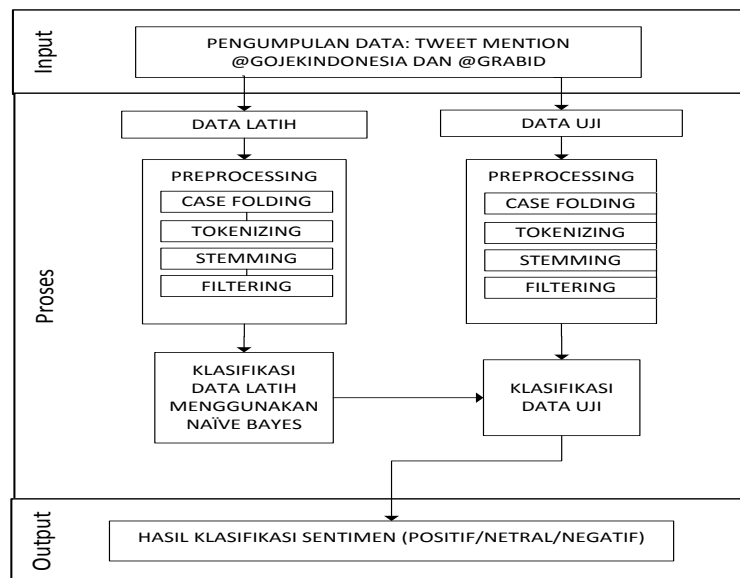 Input
PENGUMPULAN DATA: TWEET MENTION
@GOJEKINDONESIA DAN @GRABID
Proses
DATA LATIH
PREPROCESSING
CASE FOLDING
TOKENIZING
STEMMING
FILTERING
KLASIFIKASI
DATA LATIH
MENGGUNAKAN
NAÏVE BAYES
DATA UJI
PREPROCESSING
CASE FOLDING
TOKENIZING
STEMMING
FILTERING
KLASIFIKASI
DATA UJI
Output
HASIL KLASIFIKASI SENTIMEN (POSITIF/NETRAL/NEGATIF)